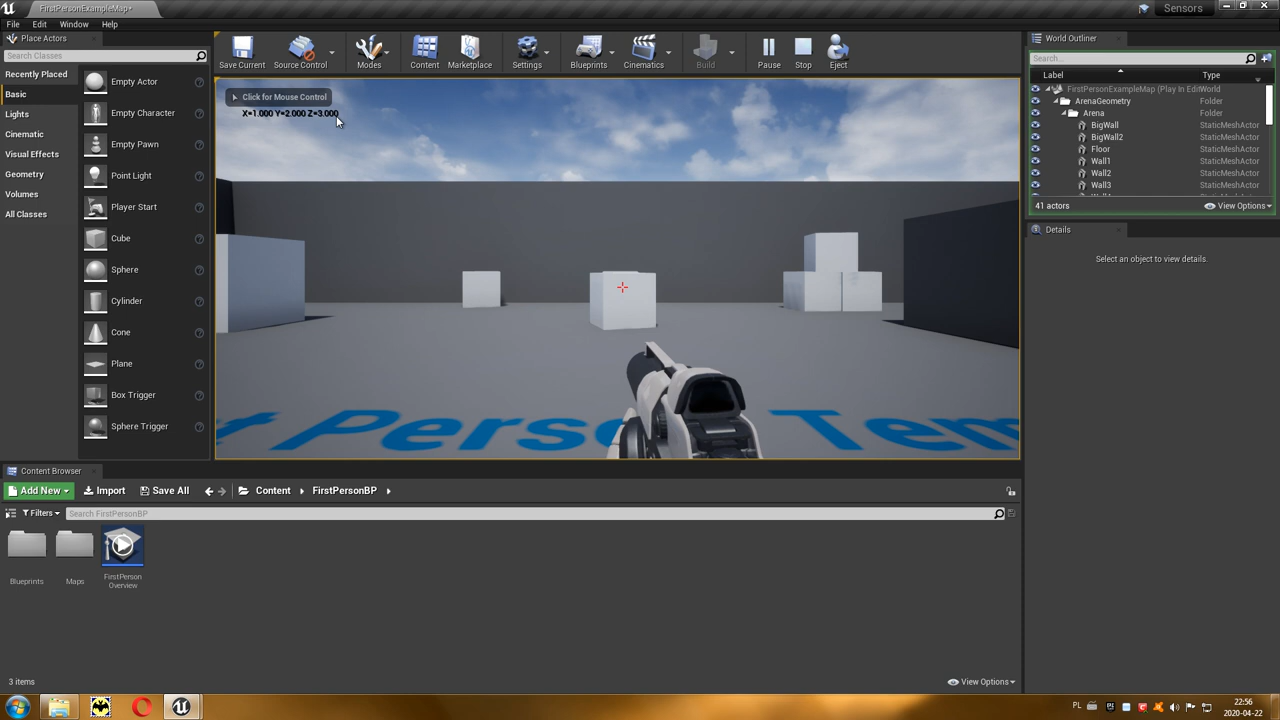 FirstPersonExampleMap*
Sensors
File Edit Window Help
Place Actors
Search Classes
Recently Placed
Basic
Lights
Cinematic
Visual Effects
Geometry
Volumes
All Classes
Empty Actor
Empty Character
Empty Pawn
Point Light
Player Start
Cube
Sphere
Cylinder
Cone
Plane
Box Trigger
Sphere Trigger
Save Current
Source Control
Modes
Content
Marketplace
Settings
Blueprints
Cinematics
Build
Pause
Stop
Eject
Click for Mouse Control
X=1.000 Y=2.000 Z=3.000
World Outliner
Search...
Label Type
FirstPersonExampleMap (Play In Edit World
ArenaGeometry Folder
Arena Folder
BigWall StaticMeshActor
BigWall2 StaticMeshActor
Floor StaticMeshActor
Wall1 StaticMeshActor
Wall2 StaticMeshActor
Wall3 StaticMeshActor
41 actors View Options
Details
Select an object to view details.
Content Browser
Add New Import Save All Content FirstPersonBP
Filters Search FirstPersonBP
Blueprints
Maps
FirstPerson
Overview
3 items View Options
PL
22:56
2020-04-22